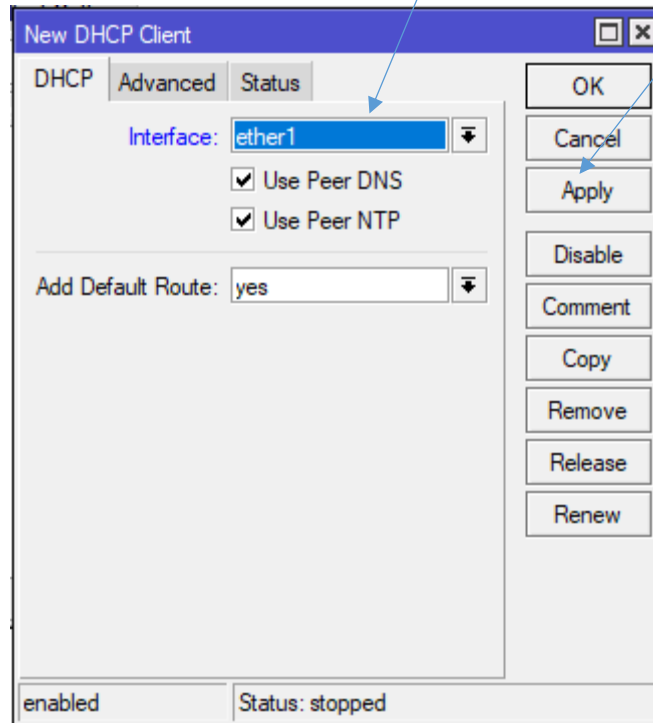 New DHCP Client
DHCP Advanced Status
Interface: ether1
Use Peer DNS
Use Peer NTP
Add Default Route: yes
OK
Cancel
Apply
Disable
Comment
Copy
Remove
Release
Renew
enabled Status: stopped